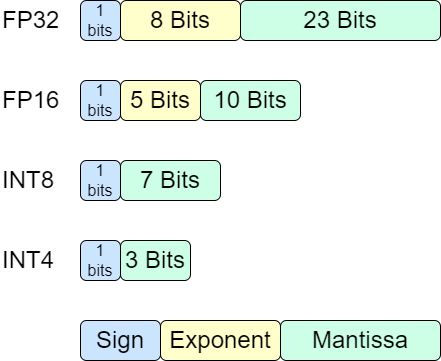 FP32 1 bits 8 Bits 23 Bits
FP16 1 bits 5 Bits 10 Bits
INT8 1 bits 7 Bits
INT4 1 bits 3 Bits
Sign Exponent Mantissa